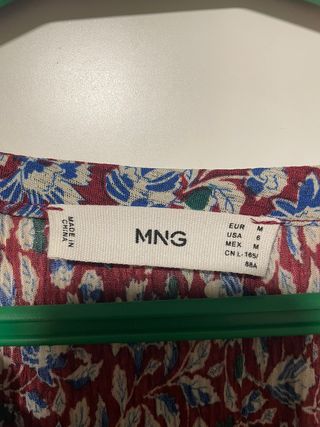 MADE IN
CHINA
MNG
EUR M
USA 6
MEX M
CN L-165/
88A